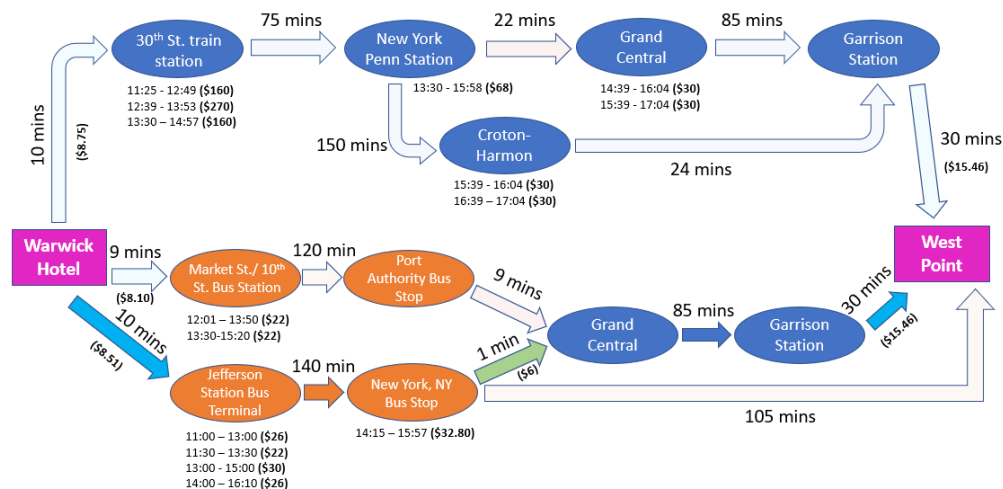 75 mins
22 mins
85 mins
30th St. train
station
New York
Penn Station
Grand
Central
Garrison
Station
11:25 - 12:49 ($160)
12:39 - 13:53 ($270)
13:30 – 14:57 ($160)
13:30 - 15:58 ($68)
14:39 - 16:04 ($30)
15:39 - 17:04 ($30)
10 mins
($8.75)
150 mins
Croton-
Harmon
24 mins
30 mins
($15.46)
15:39 - 16:04 ($30)
16:39 – 17:04 ($30)
Warwick
Hotel
9 mins
($8.10)
Market St./ 10th
St. Bus Station
120 min
Port
Authority Bus
Stop
9 mins
West
Point
12:01 – 13:50 ($22)
13:30-15:20 ($22)
10 mins
($8.51)
Grand
Central
85 mins
Garrison
Station
30 mins
($15.46)
1 min
($6)
Jefferson
Station Bus
Terminal
140 min
New York, NY
Bus Stop
105 mins
11:00 – 13:00 ($26)
11:30 – 13:30 ($22)
13:00 - 15:00 ($30)
14:00 – 16:10 ($26)
14:15 – 15:57 ($32.80)